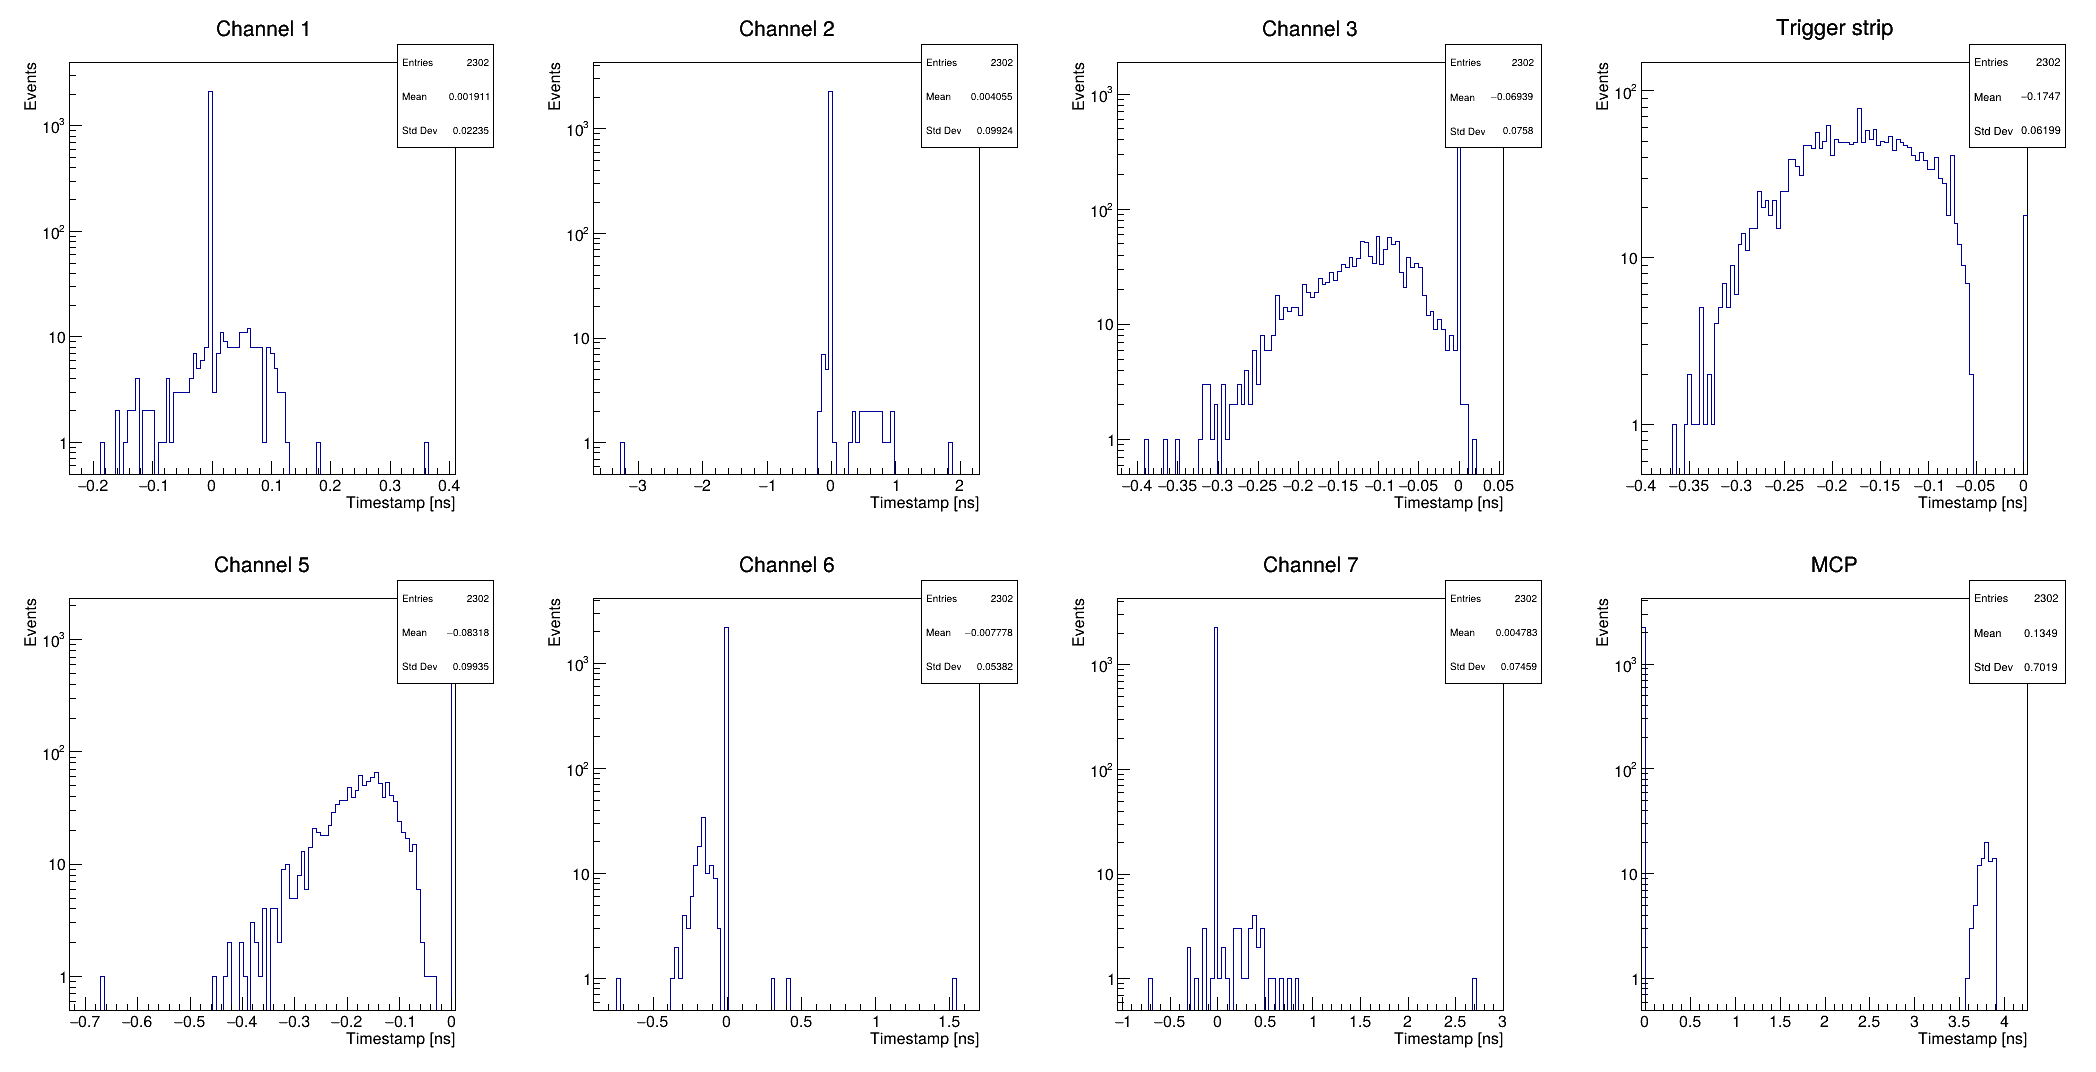 Channel 1
Events
Entries 2302
Mean 0.001911
Std Dev 0.02235
10³
10²
10
1
−0.2 −0.1 0 0.1 0.2 0.3 0.4
Timestamp [ns]
Channel 2
Events
Entries 2302
Mean 0.004055
Std Dev 0.09924
10³
10²
10
1
−3 −2 −1 0 1 2
Timestamp [ns]
Channel 3
Events
Entries 2302
Mean −0.06939
Std Dev 0.0758
10³
10²
10
1
−0.4 −0.35 −0.3 −0.25 −0.2 −0.15 −0.1 −0.05 0 0.05
Timestamp [ns]
Trigger strip
Events
Entries 2302
Mean −0.1747
Std Dev 0.06199
10²
10
1
−0.4 −0.35 −0.3 −0.25 −0.2 −0.15 −0.1 −0.05 0
Timestamp [ns]
Channel 5
Events
Entries 2302
Mean −0.08318
Std Dev 0.09935
10³
10²
10
1
−0.7 −0.6 −0.5 −0.4 −0.3 −0.2 −0.1 0
Timestamp [ns]
Channel 6
Events
Entries 2302
Mean −0.007778
Std Dev 0.05382
10³
10²
10
1
−0.5 0 0.5 1 1.5
Timestamp [ns]
Channel 7
Events
Entries 2302
Mean 0.004783
Std Dev 0.07459
10³
10²
10
1
−1 −0.5 0 0.5 1 1.5 2 2.5 3
Timestamp [ns]
MCP
Events
Entries 2302
Mean 0.1349
Std Dev 0.7019
10³
10²
10
1
0 0.5 1 1.5 2 2.5 3 3.5 4
Timestamp [ns]